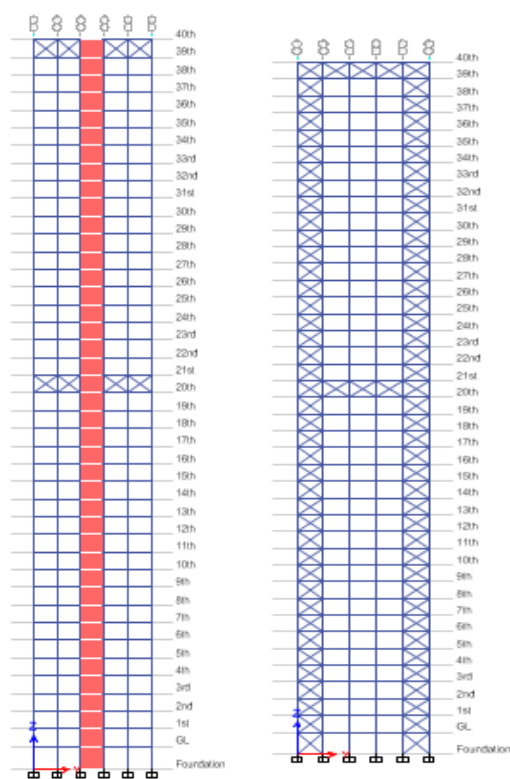 40th
39th
38th
37th
36th
35th
34th
33rd
32nd
31st
30th
29th
28th
27th
26th
25th
24th
23rd
22nd
21st
20th
19th
18th
17th
16th
15th
14th
13th
12th
11th
10th
9th
8th
7th
6th
5th
4th
3rd
2nd
1st
GL
Foundation
Z
40th
39th
38th
37th
36th
35th
34th
33rd
32nd
31st
30th
29th
28th
27th
26th
25th
24th
23rd
22nd
21st
20th
19th
18th
17th
16th
15th
14th
13th
12th
11th
10th
9th
8th
7th
6th
5th
4th
3rd
2nd
1st
GL
Foundation
Z